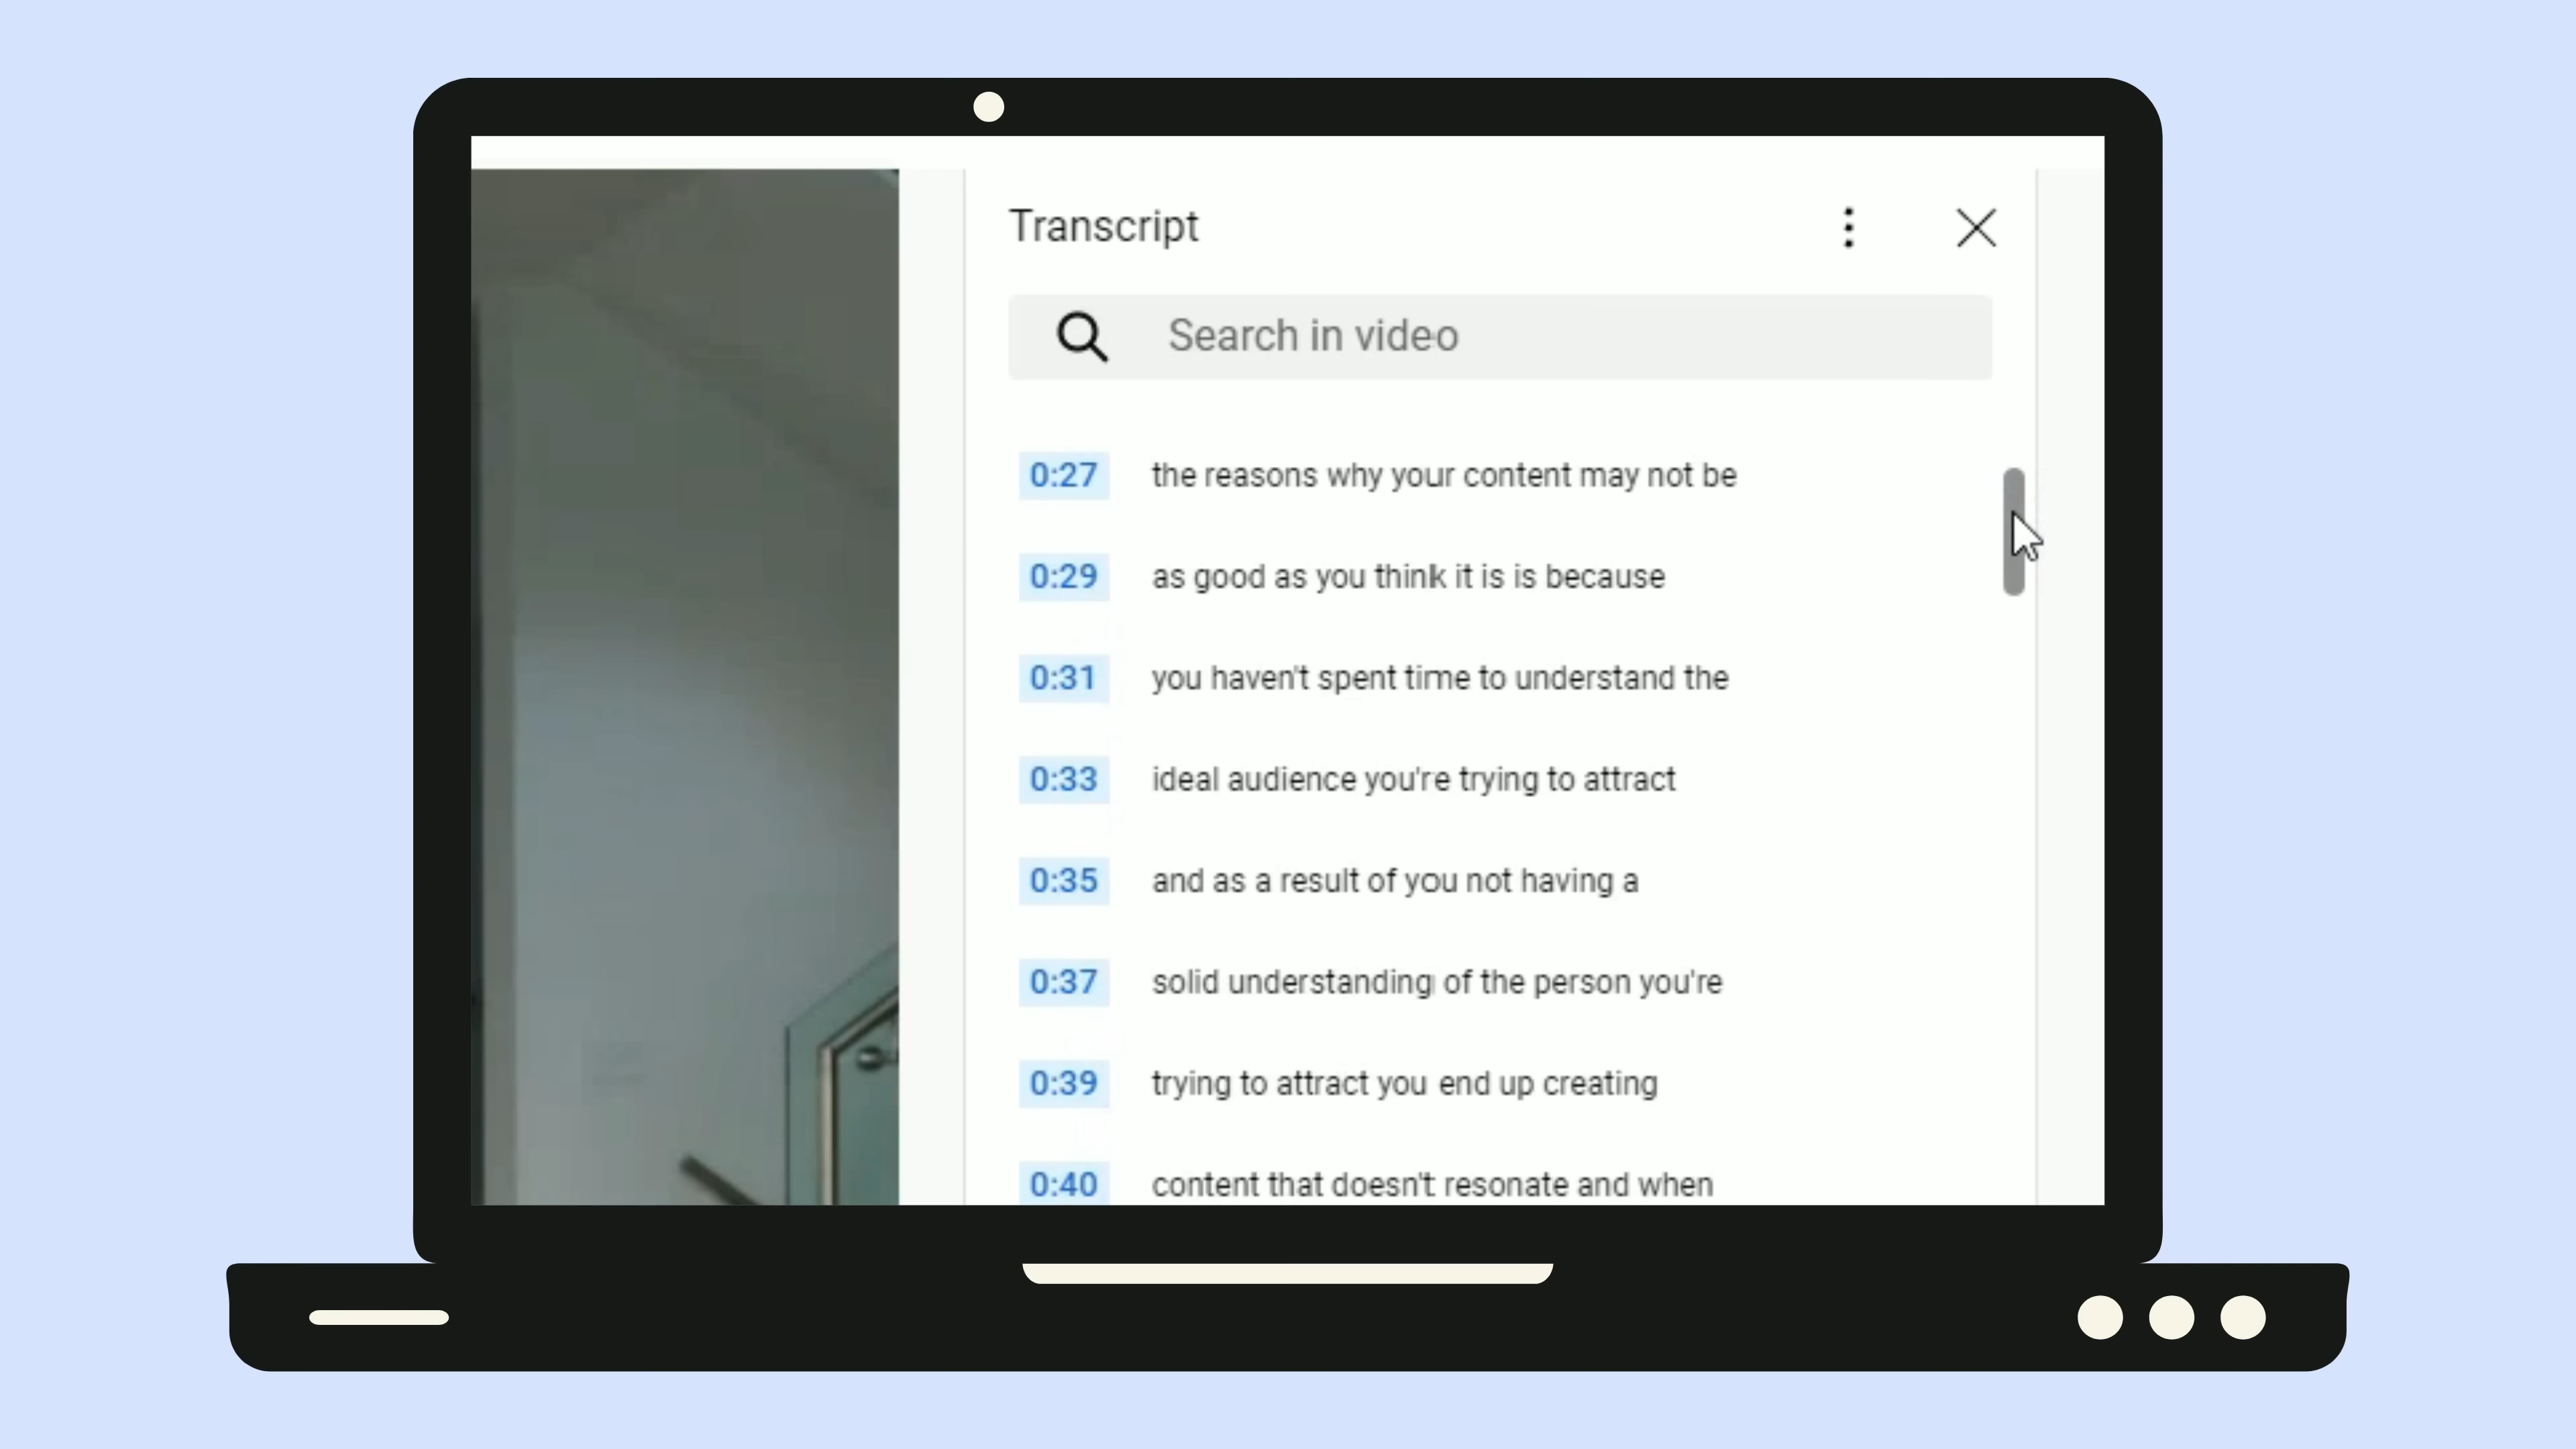 Transcript
Search in video
0:27 the reasons why your content may not be
0:29 as good as you think it is is because
0:31 you haven't spent time to understand the
0:33 ideal audience you're trying to attract
0:35 and as a result of you not having a
0:37 solid understanding of the person you're
0:39 trying to attract you end up creating
0:40 content that doesn't resonate and when